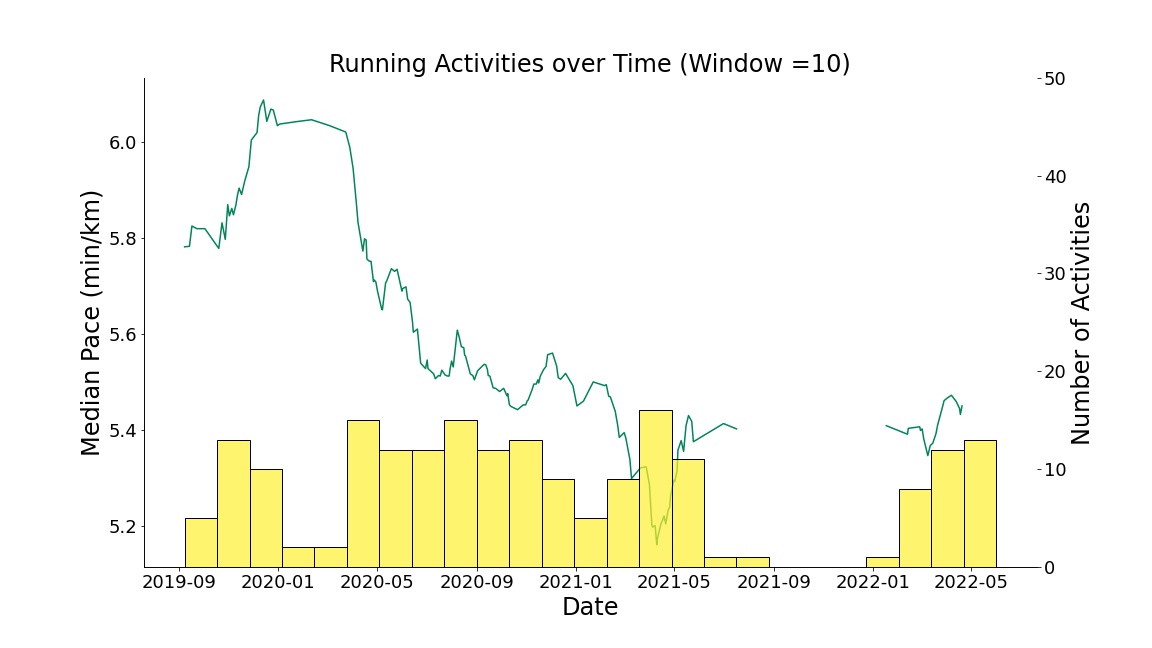 Running Activities over Time (Window =10)
Median Pace (min/km)
6.0
5.8
5.6
5.4
5.2
50
40
30
20
10
0
Number of Activities
2019-09 2020-01 2020-05 2020-09 2021-01 2021-05 2021-09 2022-01 2022-05
Date